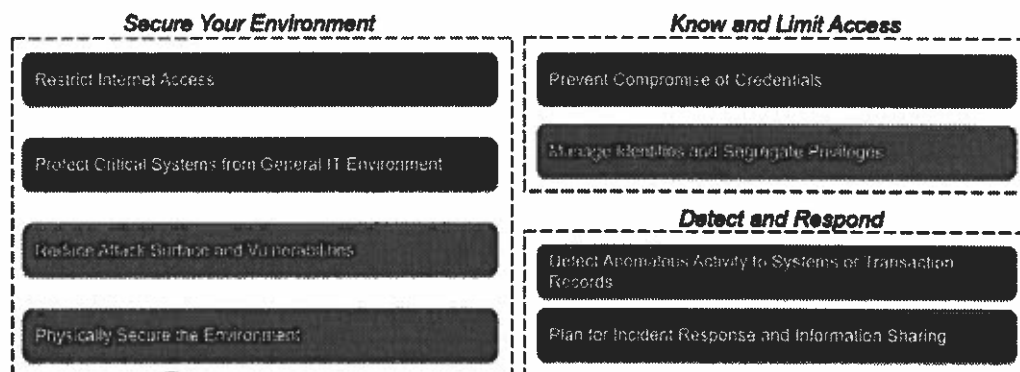 Secure Your Environment
Restrict Internet Access
Protect Critical Systems from General IT Environment
Reduce Attack Surface and Vulnerabilities
Physically Secure the Environment
Know and Limit Access
Prevent Compromise of Credentials
Manage Identities and Segregate Privileges
Detect and Respond
Detect Anomalous Activity to Systems or Transaction
Records
Plan for Incident Response and Information Sharing